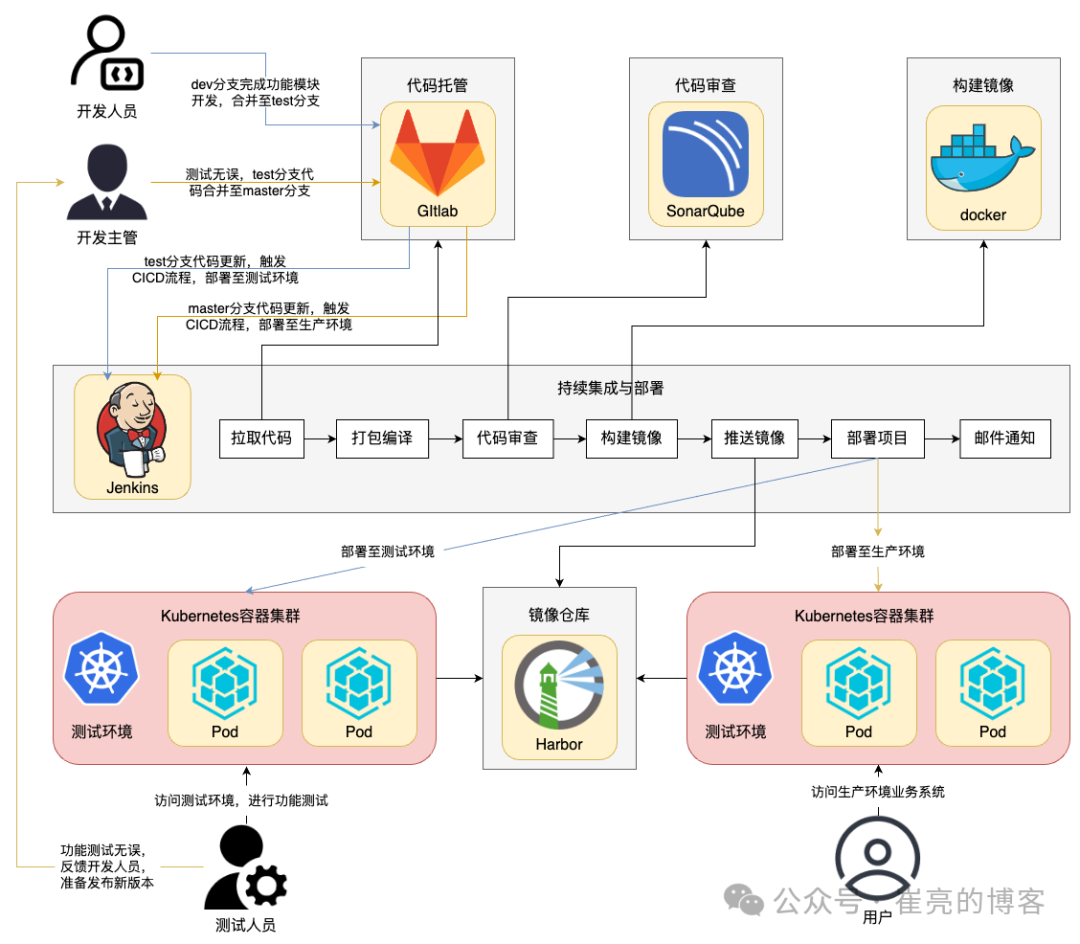 开发人员
dev分支完成功能模块
开发，合并至test分支
代码托管
GItlab
代码审查
SonarQube
构建镜像
docker
开发主管
测试无误，test分支代
码合并至master分支
test分支代码更新，触发
CICD流程，部署至测试环境
master分支代码更新，触发
CICD流程，部署至生产环境
持续集成与部署
Jenkins
拉取代码
打包编译
代码审查
构建镜像
推送镜像
部署项目
邮件通知
部署至测试环境
部署至生产环境
Kubernetes容器集群
测试环境
Pod
Pod
镜像仓库
Harbor
Kubernetes容器集群
测试环境
Pod
Pod
访问测试环境，进行功能测试
访问生产环境业务系统
功能测试无误，
反馈开发人员，
准备发布新版本
测试人员
用户
公众号 · 崔亮的博客